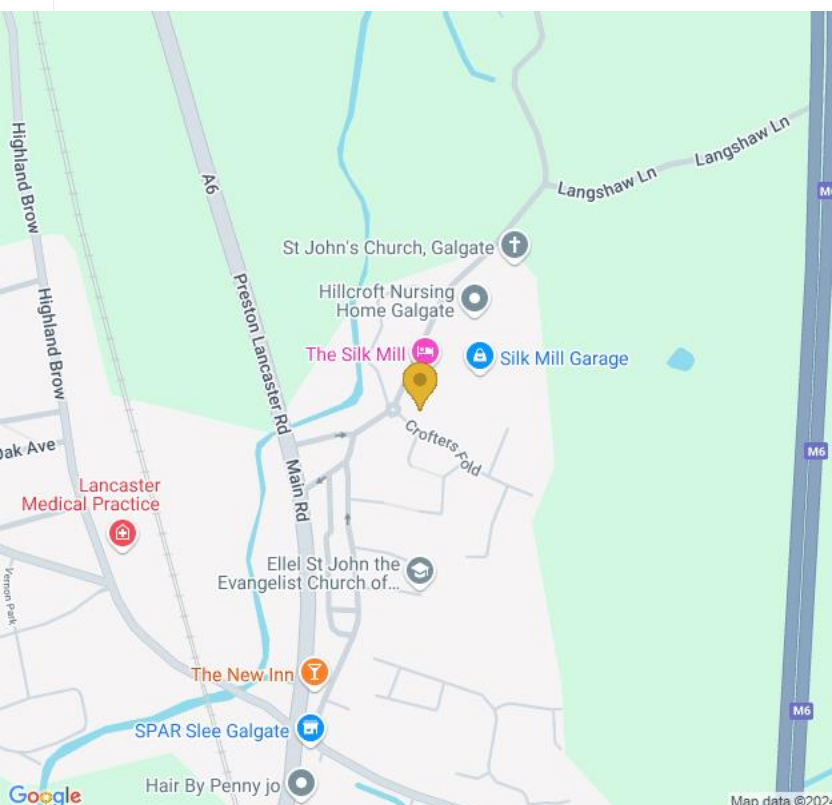 Highland Brow
A6
Langshaw Ln
Langshaw Ln
M6
St John's Church, Galgate
Preston Lancaster Rd
Hillcroft Nursing
Home Galgate
Highland Brow
The Silk Mill
Silk Mill Garage
Crofters Fold
Oak Ave
M6
Main Rd
Lancaster
Medical Practice
Ellel St John the
Evangelist Church of...
Vernon Park
The New Inn
M6
SPAR Slee Galgate
Hair By Penny jo
Google
Map data ©2024